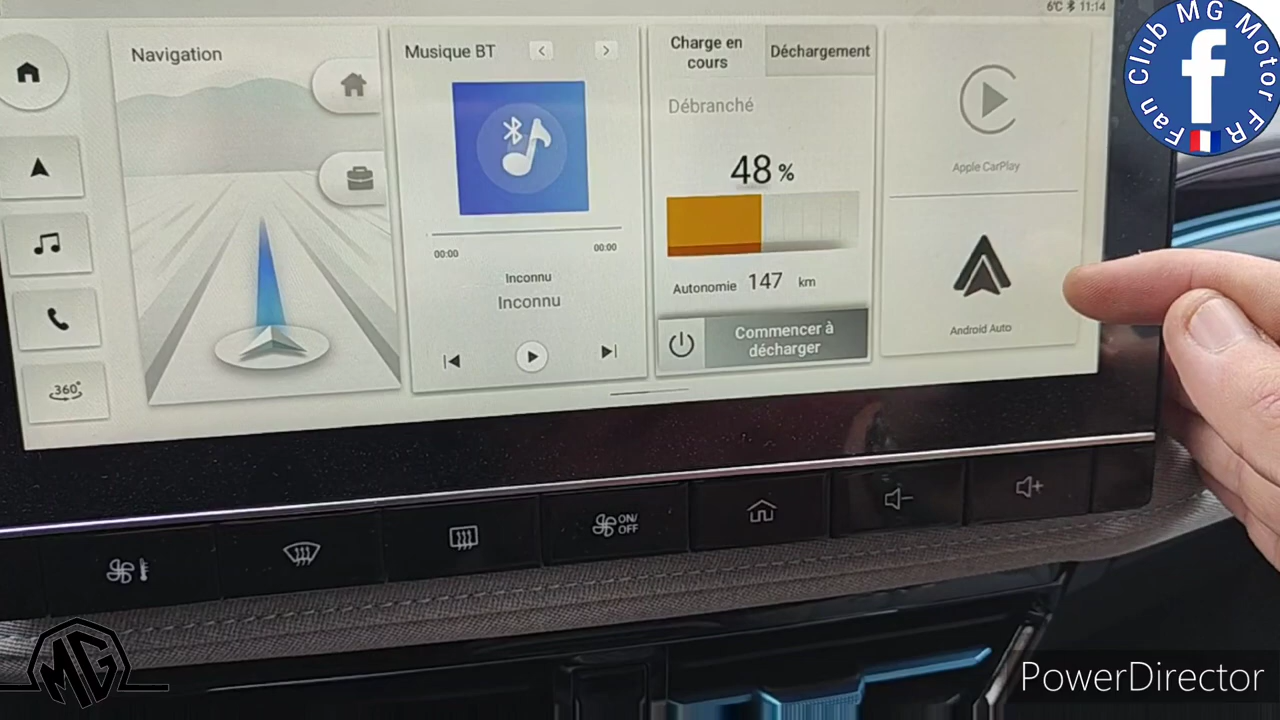 6℃ 11:14
Navigation
Musique BT
00:00
00:00
Inconnu
Inconnu
Charge en
cours
Déchargement
Débranché
48 %
Autonomie 147 km
Commencer à
décharger
Apple CarPlay
Android Auto
360°
ON/
OFF
Fan Club MG Motor FR
f
MG
PowerDirector